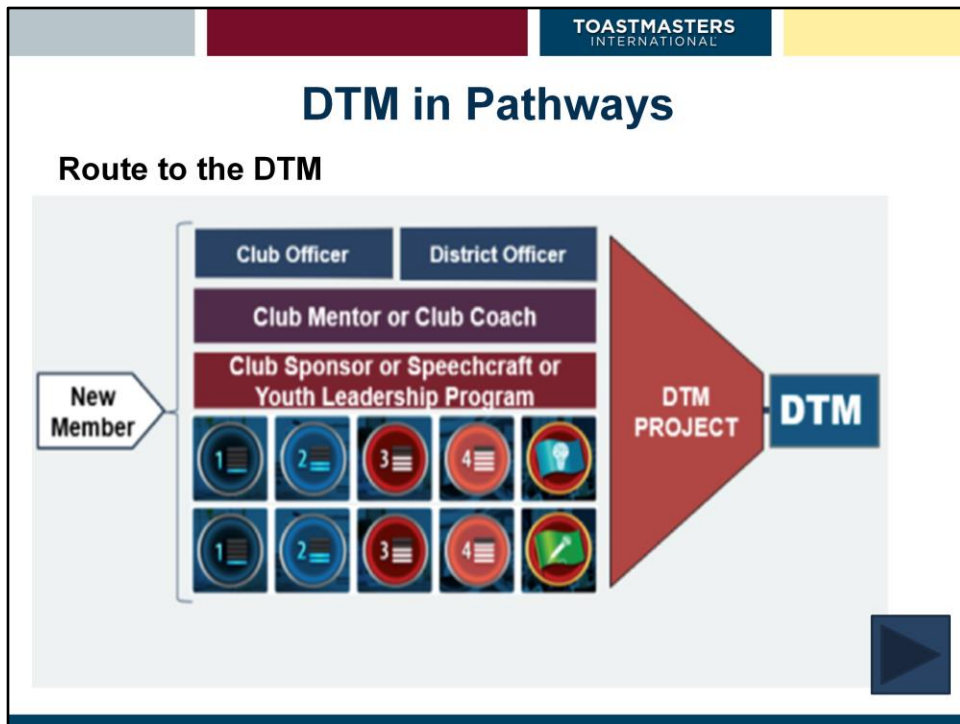 TOASTMASTERS
INTERNATIONAL
DTM in Pathways
Route to the DTM
Club Officer
District Officer
Club Mentor or Club Coach
Club Sponsor or Speechcraft or
Youth Leadership Program
New
Member
1
2
3
4
1
2
3
4
DTM
PROJECT
DTM